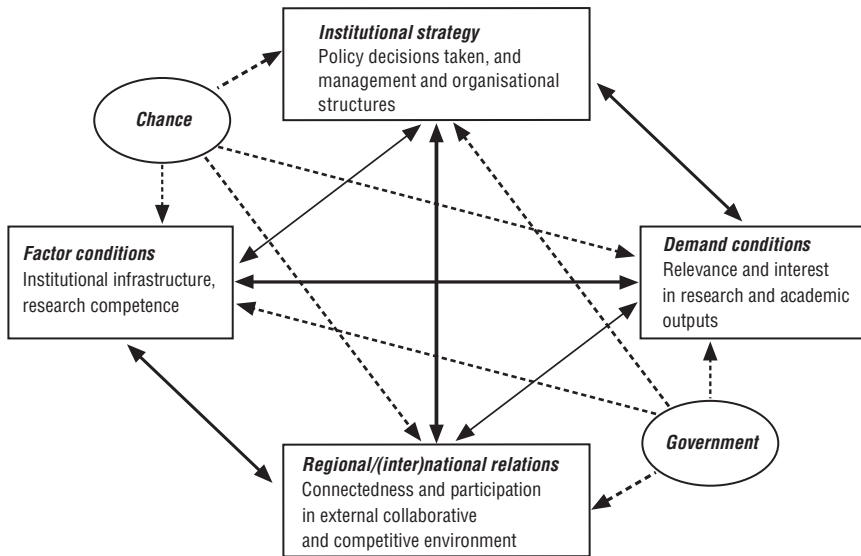 Institutional strategy
Policy decisions taken, and
management and organisational
structures
Chance
Factor conditions
Institutional infrastructure,
research competence
Demand conditions
Relevance and interest
in research and academic
outputs
Government
Regional/(inter)national relations
Connectedness and participation
in external collaborative
and competitive environment